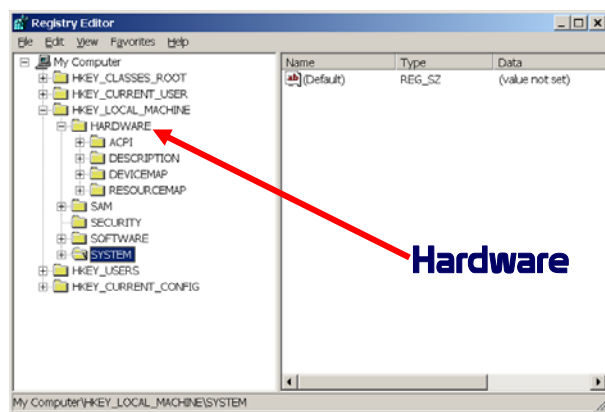 Registry Editor
File Edit View Favorites Help
My Computer
HKEY_CLASSES_ROOT
HKEY_CURRENT_USER
HKEY_LOCAL_MACHINE
HARDWARE
ACPI
DESCRIPTION
DEVICEMAP
RESOURCEMAP
SAM
SECURITY
SOFTWARE
SYSTEM
HKEY_USERS
HKEY_CURRENT_CONFIG
Name Type Data
ab (Default) REG_SZ (value not set)
Hardware
My Computer\HKEY_LOCAL_MACHINE\SYSTEM